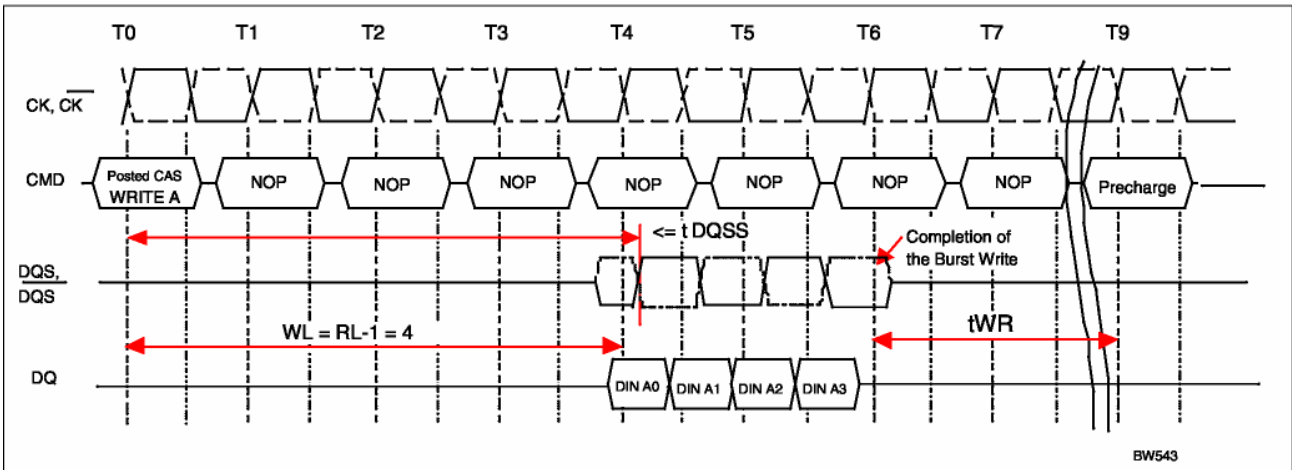 T0 T1 T2 T3 T4 T5 T6 T7 T9
CK, C̅K̅
CMD
Posted CAS
WRITE A
NOP NOP NOP NOP NOP NOP NOP
Precharge
<= t DQSS
Completion of
the Burst Write
DQS,
D̅Q̅S̅
WL = RL-1 = 4
tWR
DQ
DIN A0 DIN A1 DIN A2 DIN A3
BW543